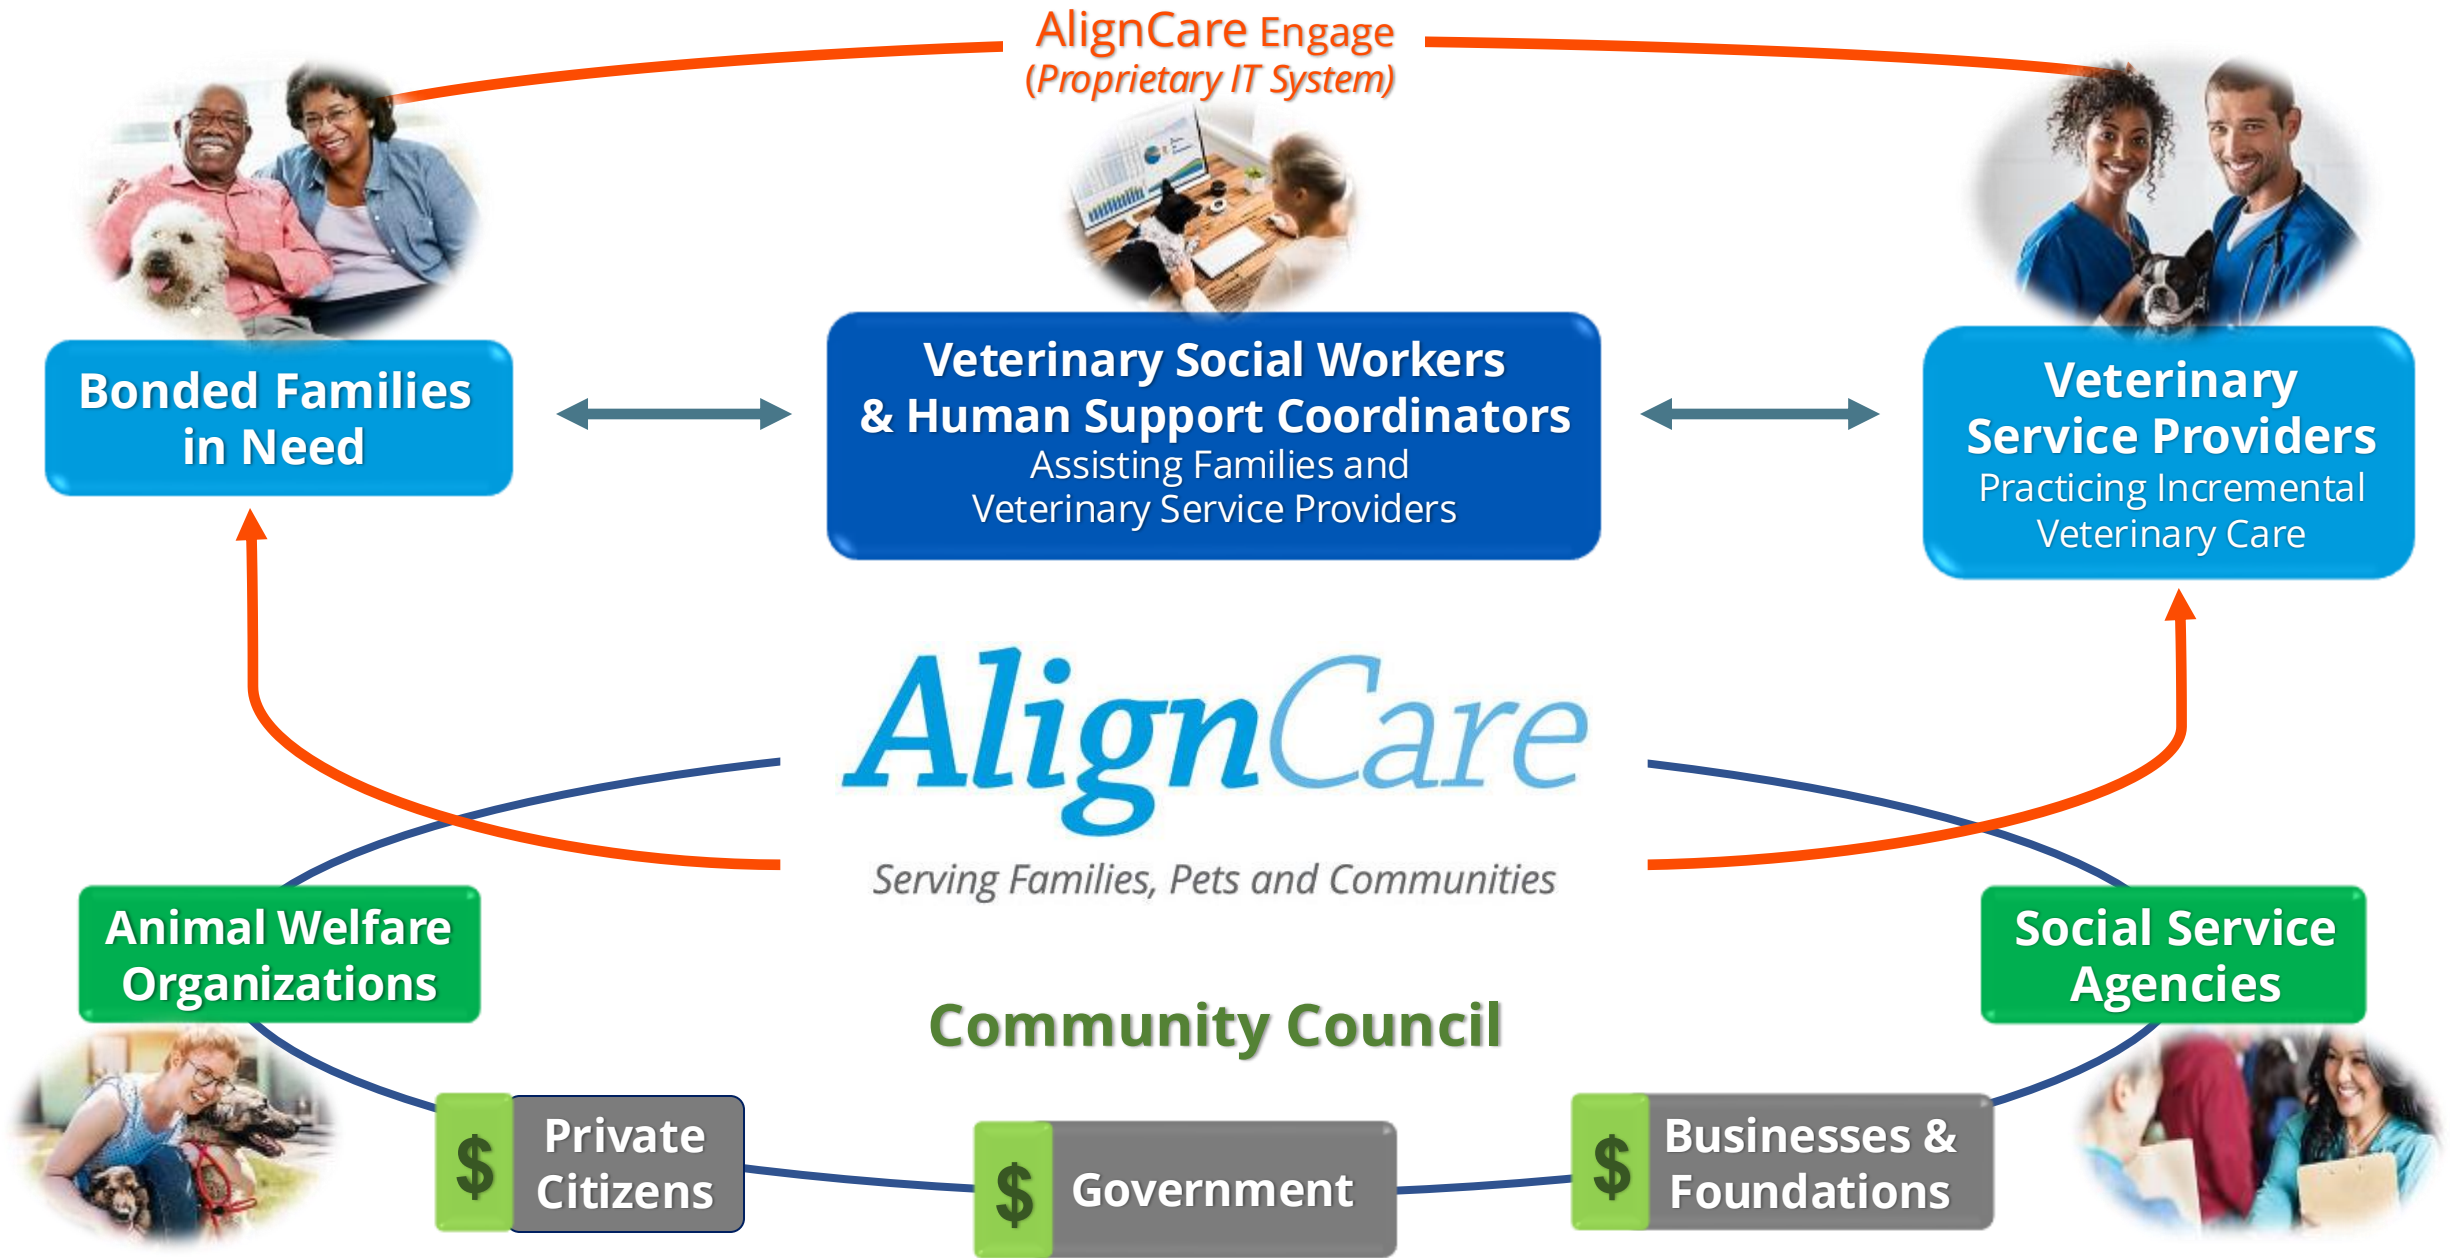 AlignCare Engage
(Proprietary IT System)
Bonded Families
in Need
Veterinary Social Workers
& Human Support Coordinators
Assisting Families and
Veterinary Service Providers
Veterinary
Service Providers
Practicing Incremental
Veterinary Care
AlignCare
Serving Families, Pets and Communities
Animal Welfare
Organizations
Social Service
Agencies
Community Council
$ Private
Citizens
$ Government
$ Businesses &
Foundations